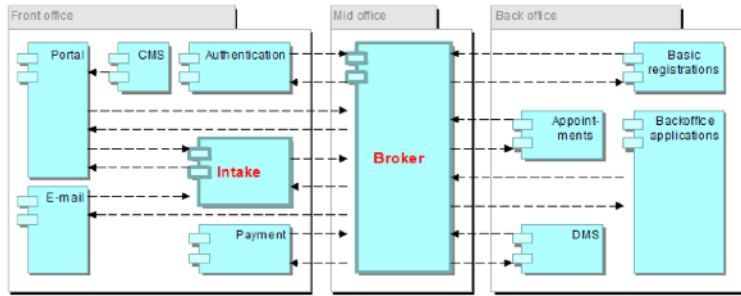 Front office
Mid office
Back office
Portal
CMS
Authentication
Basic
registrations
Appoint-
ments
Backoffice
applications
Broker
Intake
E-mail
Payment
DMS